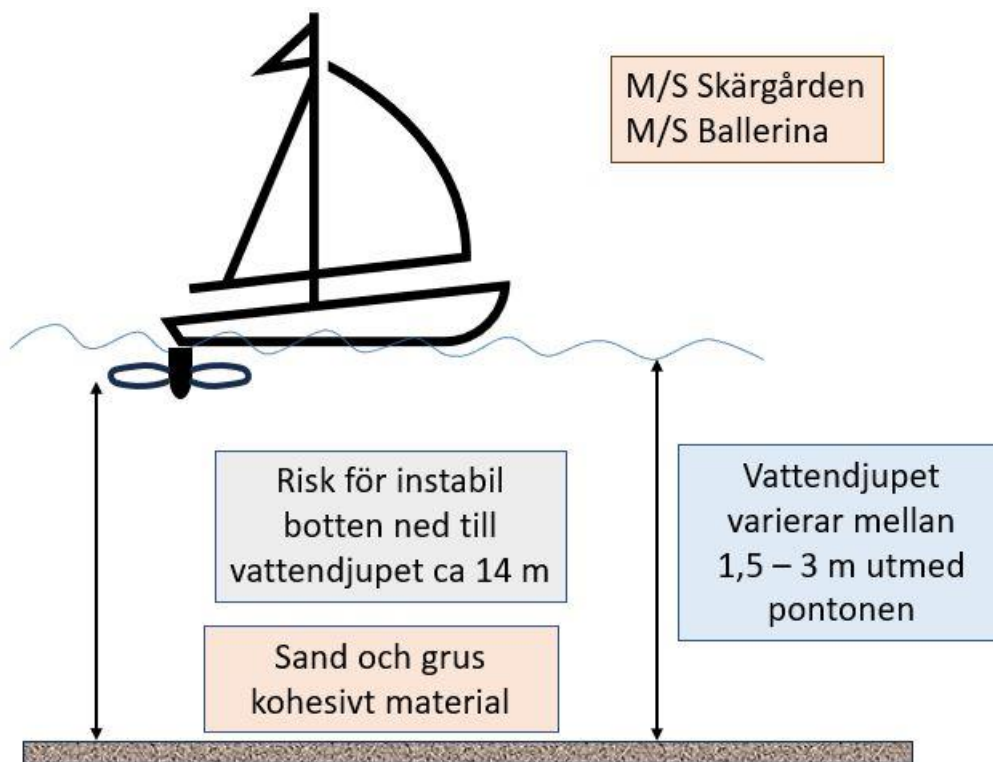 M/S Skärgården
M/S Ballerina
Risk för instabil
botten ned till
vattendjupet ca 14 m
Vattendjupet
varierar mellan
1,5 – 3 m utmed
pontonen
Sand och grus
kohesivt material